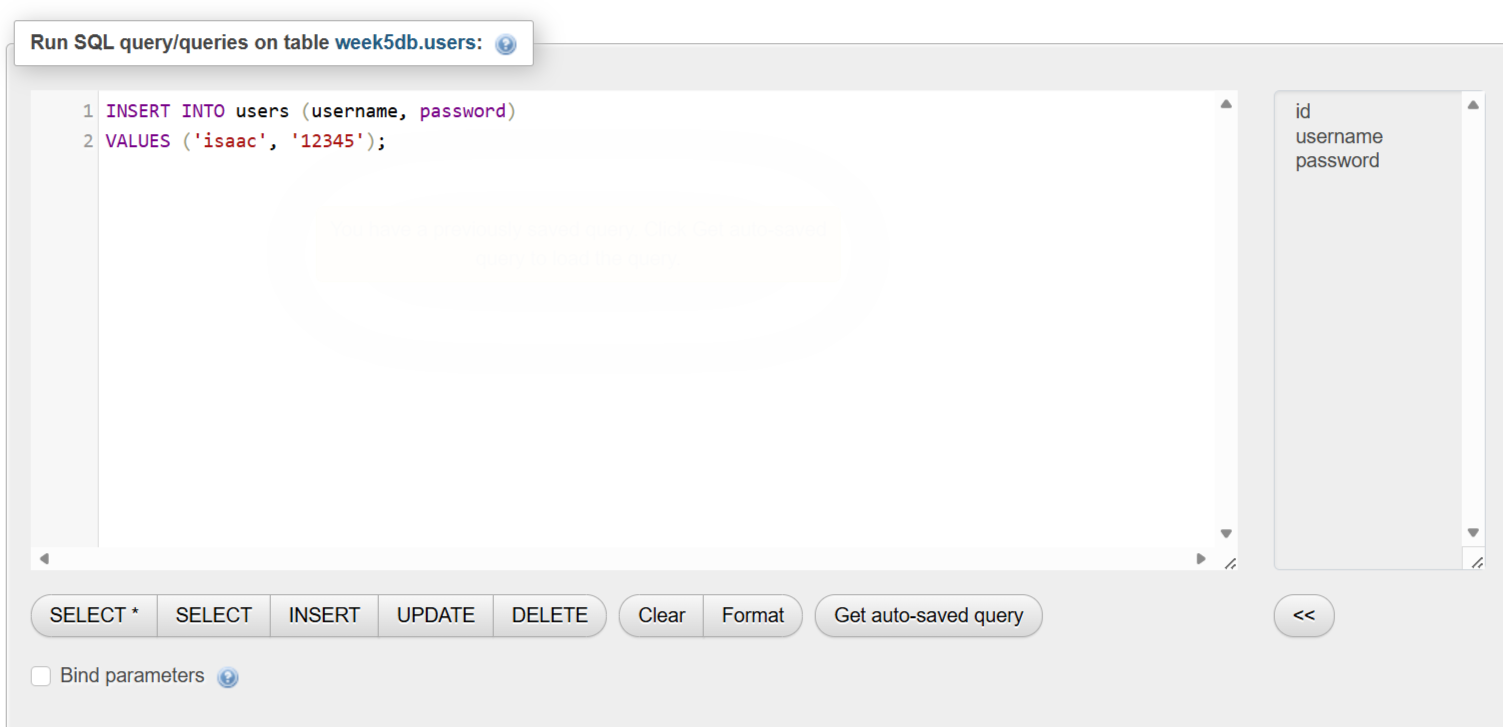 Run SQL query/queries on table week5db.users:
1 INSERT INTO users (username, password)
2 VALUES ('isaac', '12345');
id
username
password
SELECT * SELECT INSERT UPDATE DELETE Clear Format Get auto-saved query <<
Bind parameters